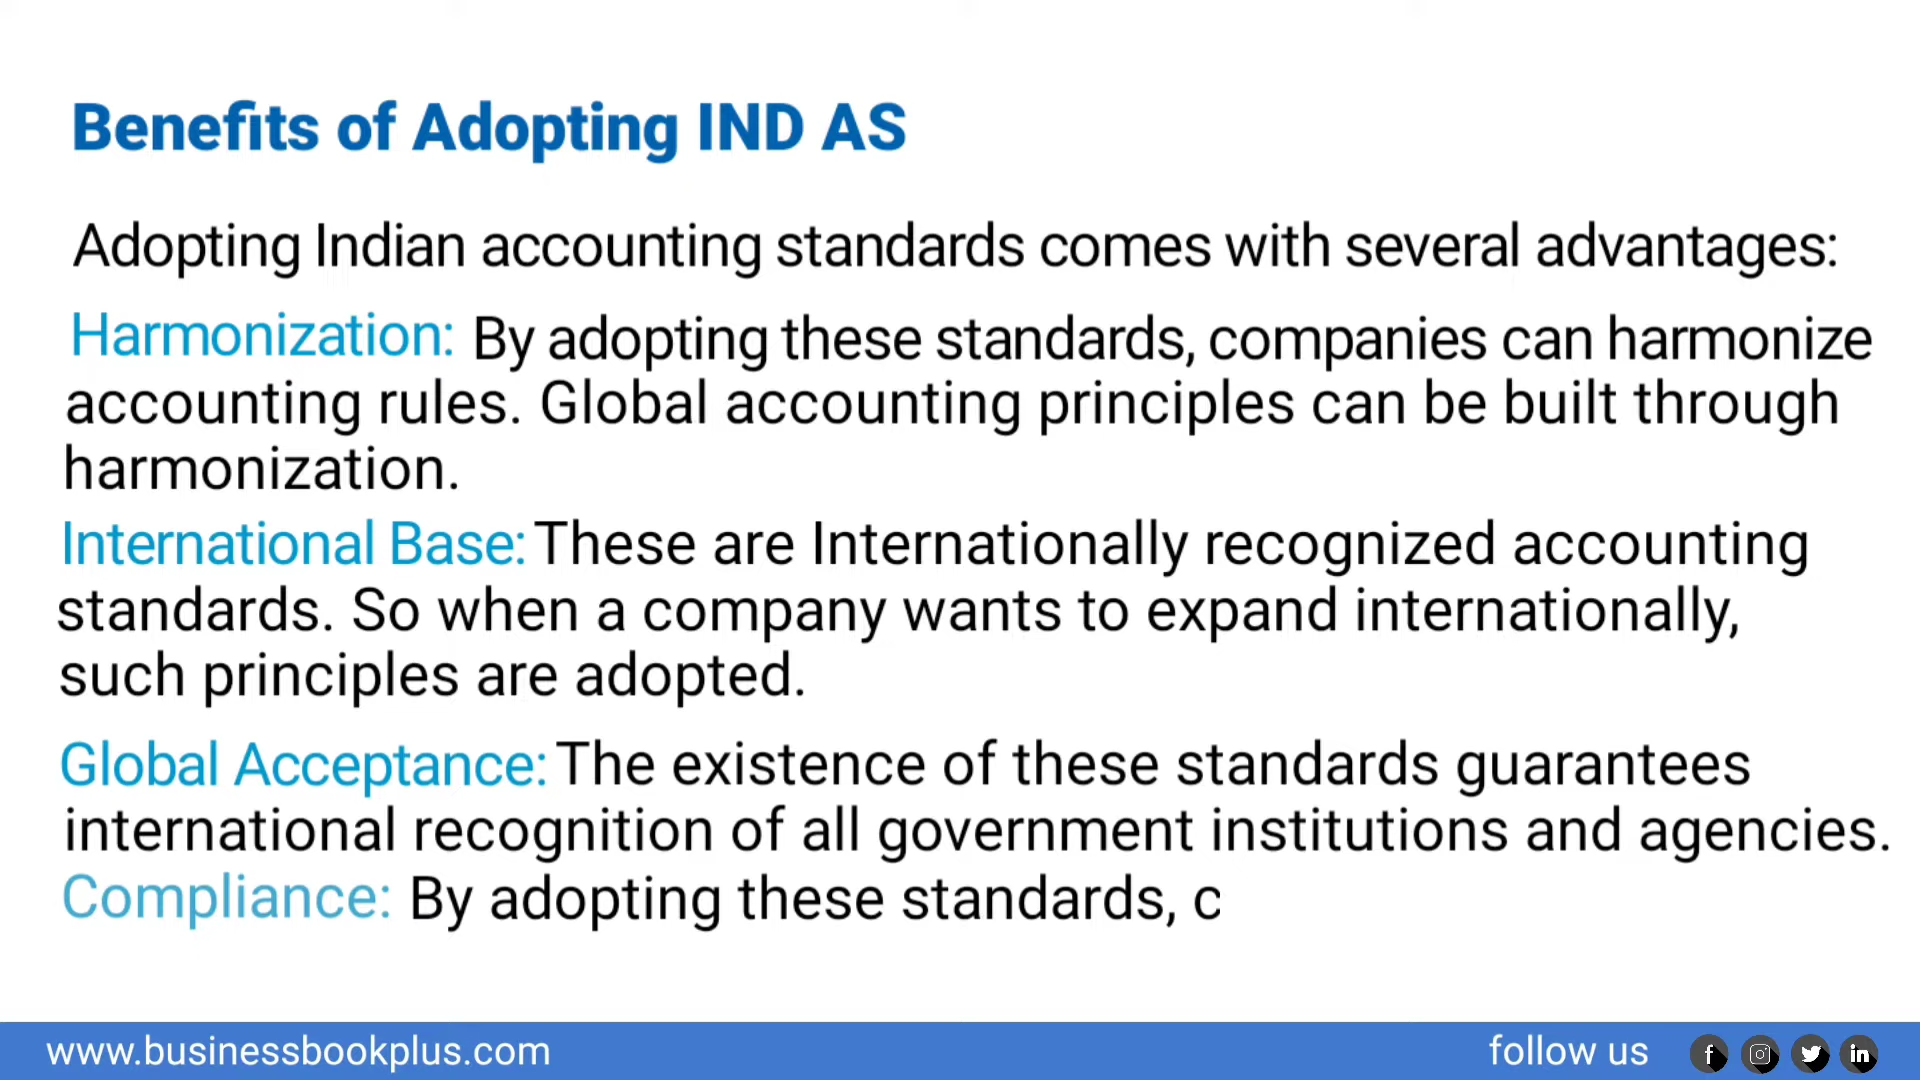 Benefits of Adopting IND AS
Adopting Indian accounting standards comes with several advantages:
Harmonization: By adopting these standards, companies can harmonize
accounting rules. Global accounting principles can be built through
harmonization.
International Base: These are Internationally recognized accounting
standards. So when a company wants to expand internationally,
such principles are adopted.
Global Acceptance: The existence of these standards guarantees
international recognition of all government institutions and agencies.
Compliance: By adopting these standards, c
www.businessbookplus.com follow us